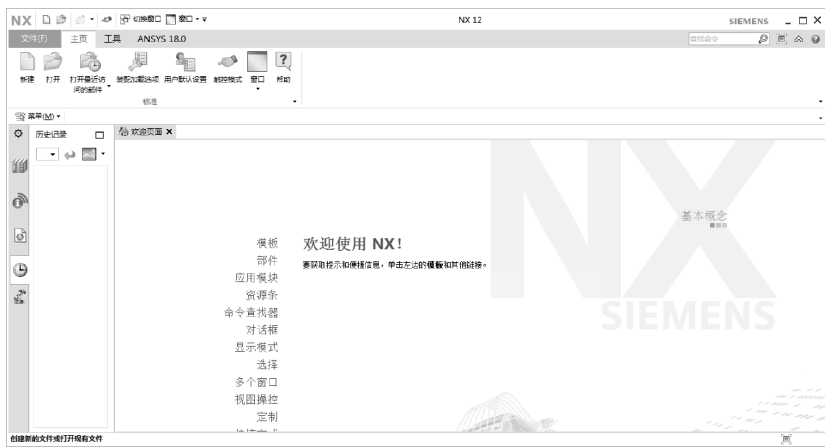 NX 切换窗口 窗口 NX 12 SIEMENS
文件(F) 主页 工具 ANSYS 18.0 查找命令
新建 打开 打开最近访问的部件 装配加载选项 用户默认设置 触控模式 窗口 帮助
标准
菜单(M)
历史记录 欢迎页面
基本概念
模板 欢迎使用 NX!
部件 要获取提示和便捷信息,单击左边的模板和其他链接。
应用模块
资源条
命令查找器
对话框
显示模式
选择
多个窗口
视图操控
定制
NX
SIEMENS
创建新的文件或打开现有文件